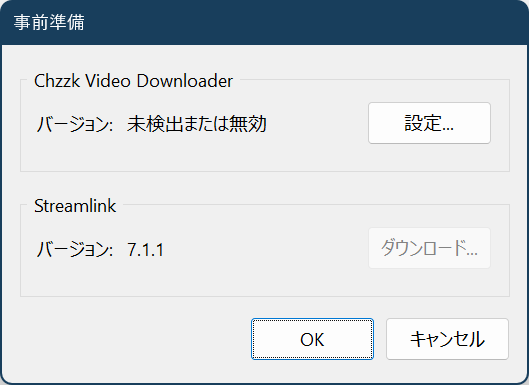 事前準備
Chzzk Video Downloader
バージョン: 未検出または無効
設定...
Streamlink
バージョン: 7.1.1
ダウンロード...
OK
キャンセル